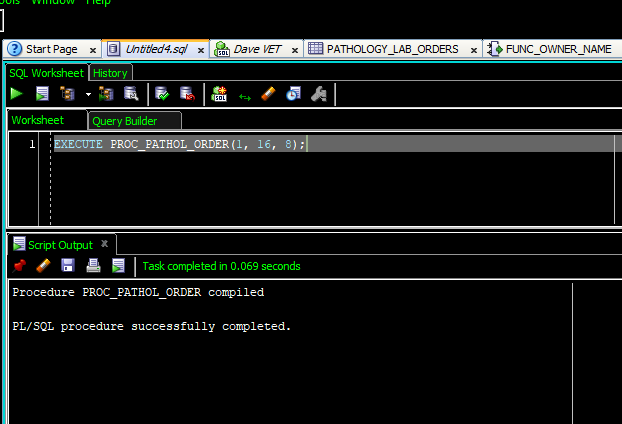 Window Help
Start Page x Untitled4.sql x Dave VET x PATHOLOGY_LAB_ORDERS x FUNC_OWNER_NAME
SQL Worksheet History
Worksheet Query Builder
1 EXECUTE PROC_PATHOL_ORDER(1, 16, 8);
Script Output x
Task completed in 0.069 seconds
Procedure PROC_PATHOL_ORDER compiled
PL/SQL procedure successfully completed.